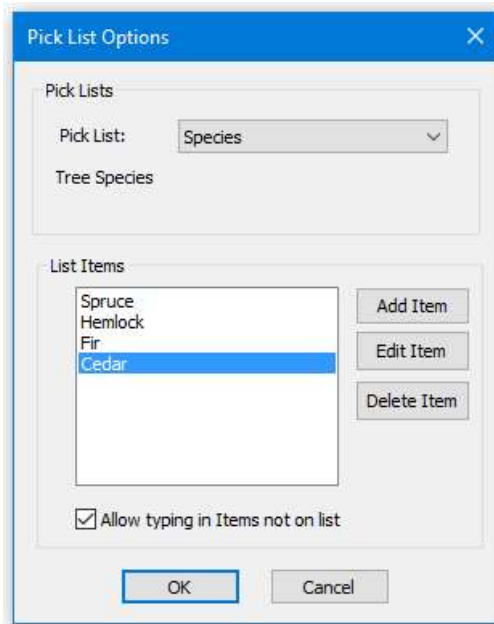 Pick List Options
Pick Lists
Pick List: Species
Tree Species
List Items
Spruce
Hemlock
Fir
Cedar
Add Item
Edit Item
Delete Item
Allow typing in Items not on list
OK Cancel